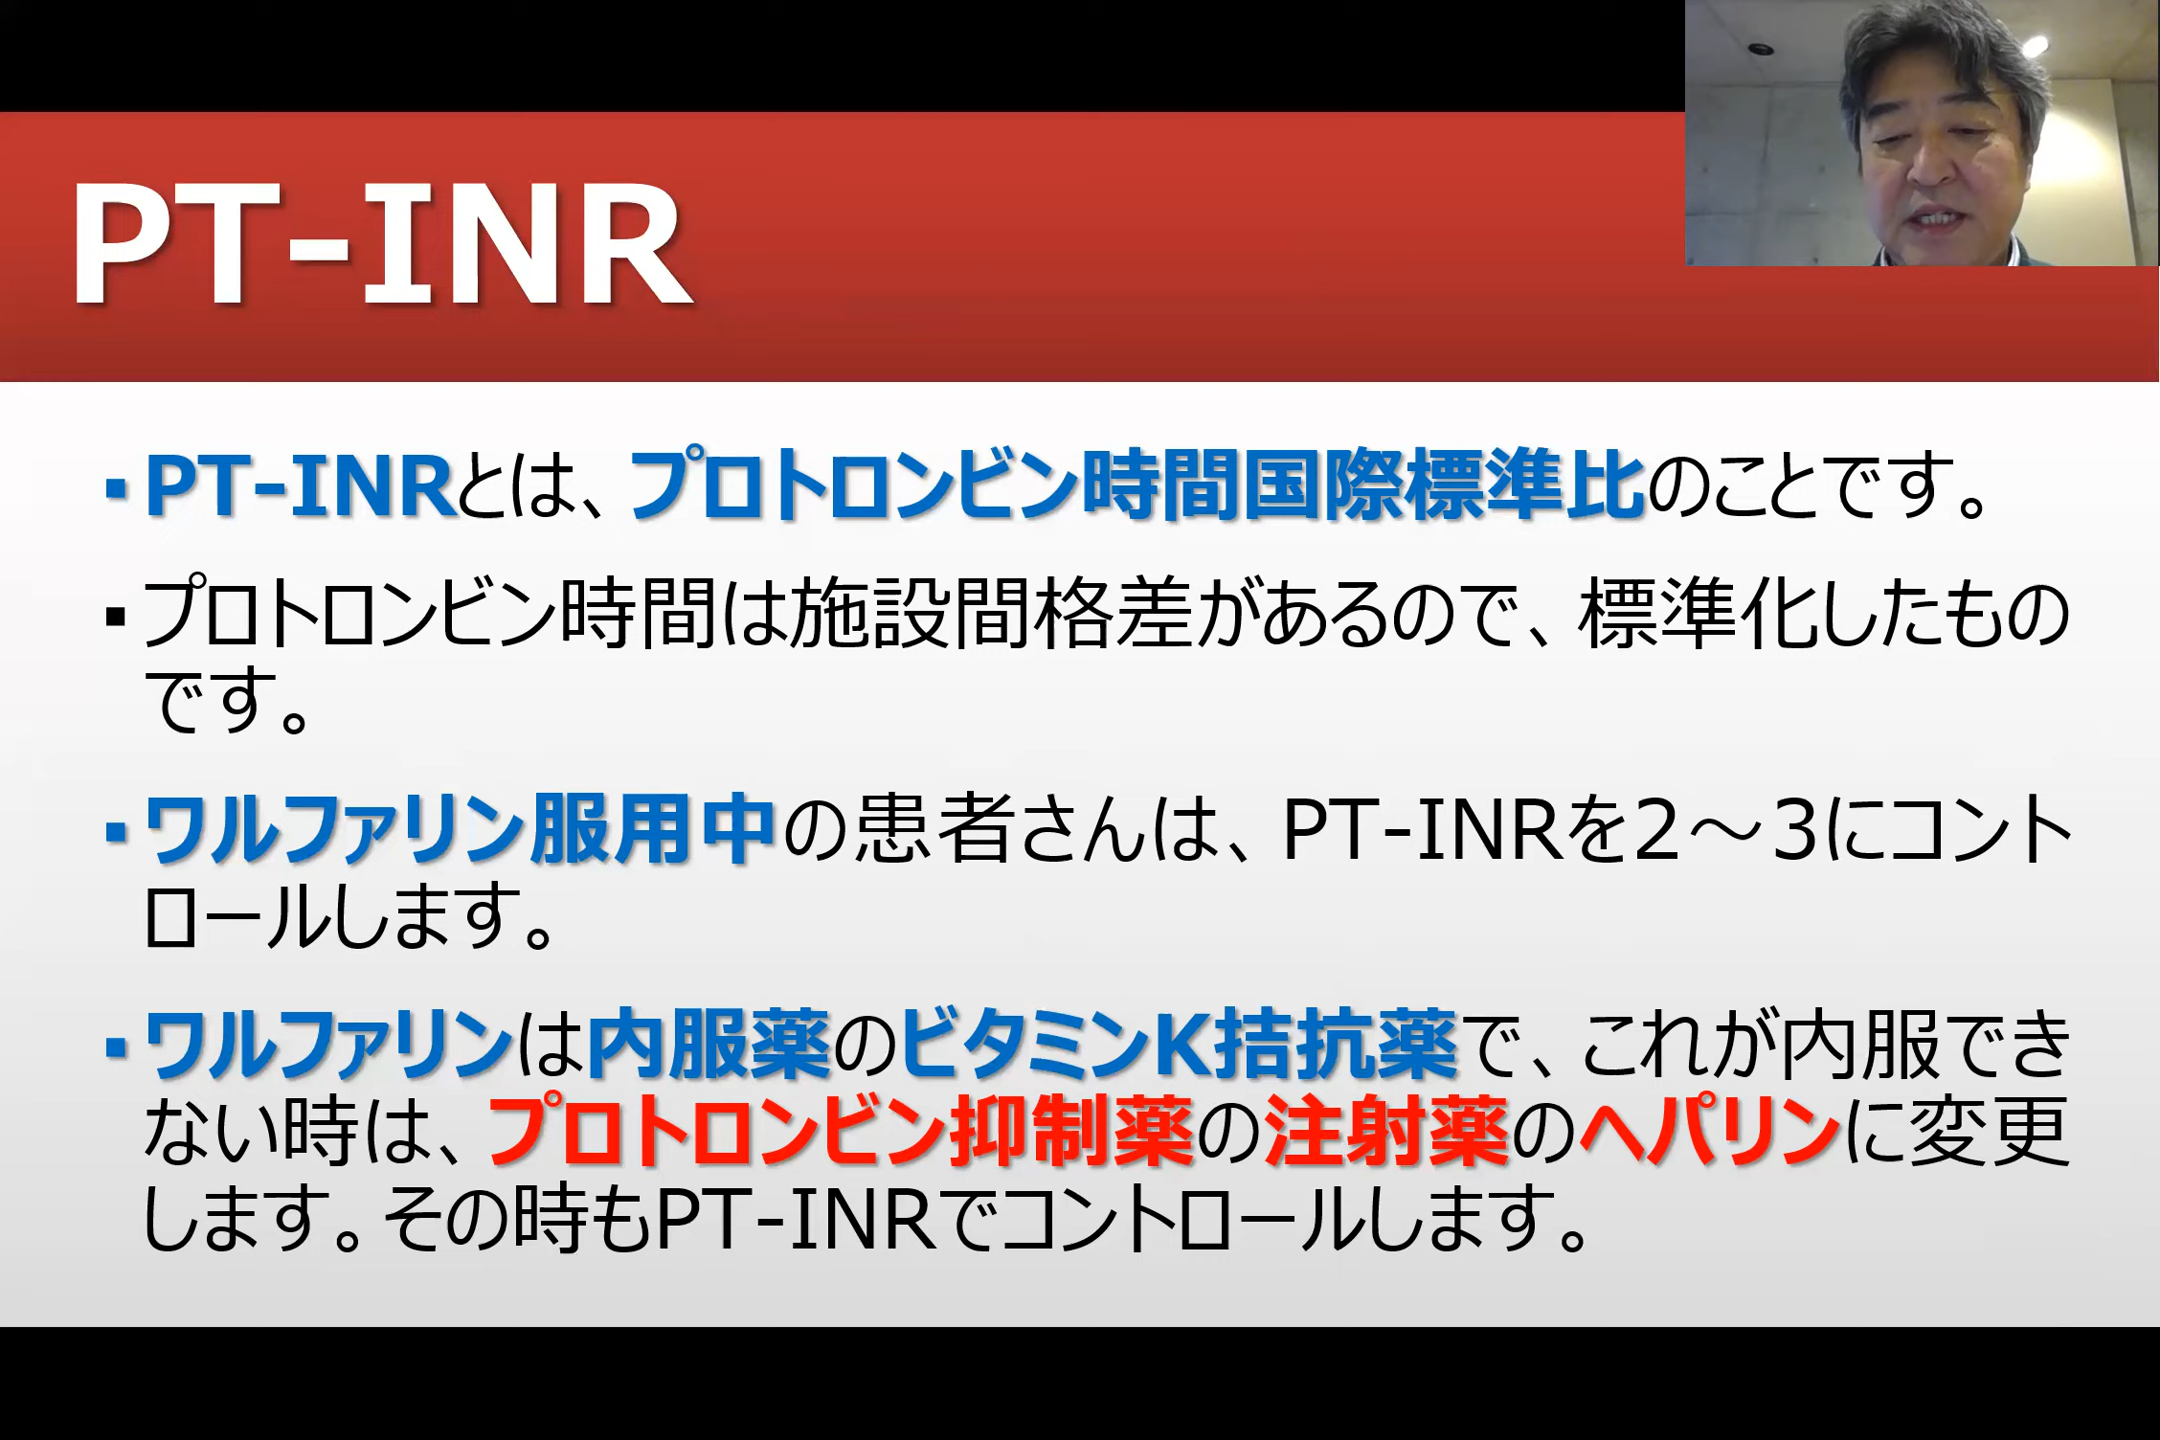 PT-INR
▪PT-INRとは、プロトロンビン時間国際標準比のことです。
▪プロトロンビン時間は施設間格差があるので、標準化したもの
です。
▪ワルファリン服用中の患者さんは、PT-INRを2～3にコント
ロールします。
▪ワルファリンは内服薬のビタミンK拮抗薬で、これが内服でき
ない時は、プロトロンビン抑制薬の注射薬のヘパリンに変更
します。その時もPT-INRでコントロールします。